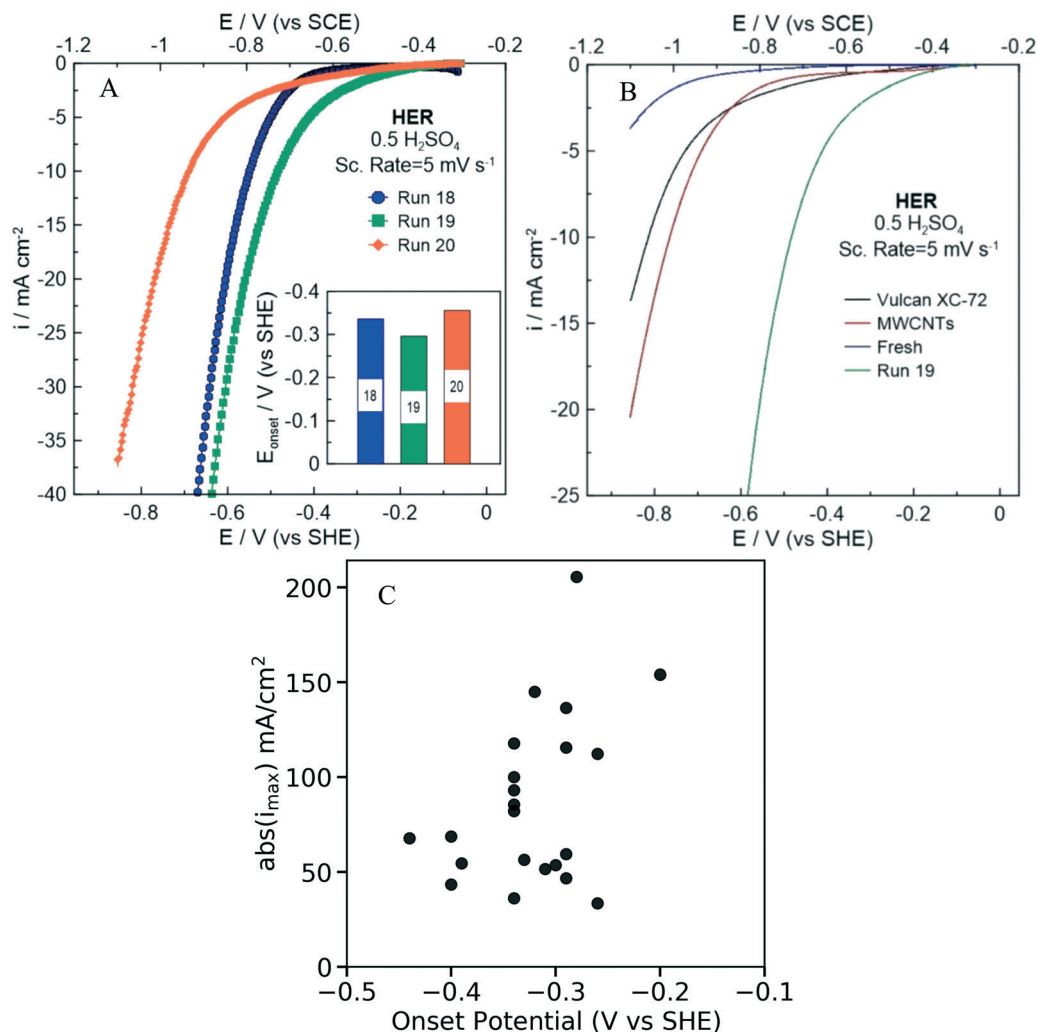 E / V (vs SCE)
-1.2 -1 -0.8 -0.6 -0.4 -0.2
A
HER
0.5 H₂SO₄
Sc. Rate=5 mV s⁻¹
Run 18
Run 19
Run 20
i / mA cm⁻²
0
-5
-10
-15
-20
-25
-30
-35
-40
E_onset / V (vs SHE)
-0.4
-0.3
-0.2
-0.1
0
18 19 20
-0.8 -0.6 -0.4 -0.2 0
E / V (vs SHE)
E / V (vs SCE)
-1.2 -1 -0.8 -0.6 -0.4 -0.2
B
HER
0.5 H₂SO₄
Sc. Rate=5 mV s⁻¹
Vulcan XC-72
MWCNTs
Fresh
Run 19
i / mA cm⁻²
0
-5
-10
-15
-20
-25
-0.8 -0.6 -0.4 -0.2 0
E / V (vs SHE)
C
abs(i_max) mA/cm²
200
150
100
50
0
−0.5 −0.4 −0.3 −0.2 −0.1
Onset Potential (V vs SHE)